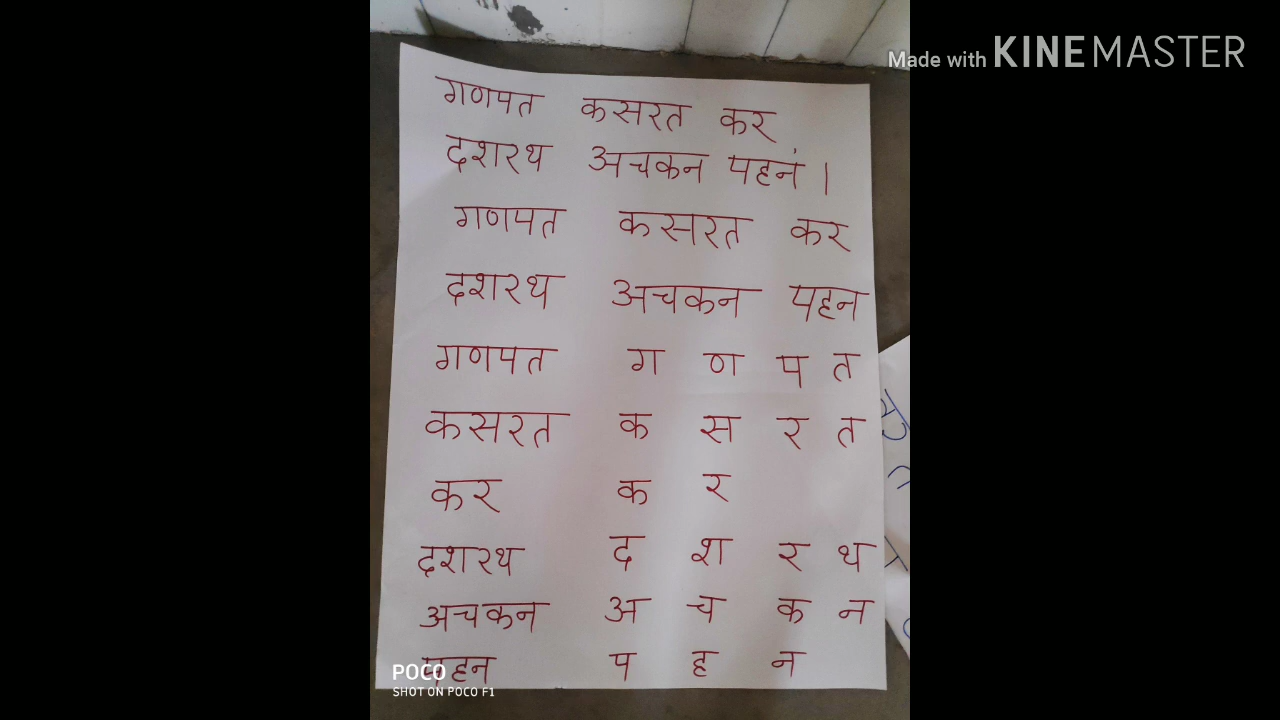 Made with KINEMASTER
गणपत कसरत कर
दशरथ अचकन पहनं।
गणपत कसरत कर
दशरथ अचकन पहन
गणपत ग ण प त
कसरत क स र त
कर क र
दशरथ द श र थ
अचकन अ च क न
पहन प ह न
POCO
SHOT ON POCO F1